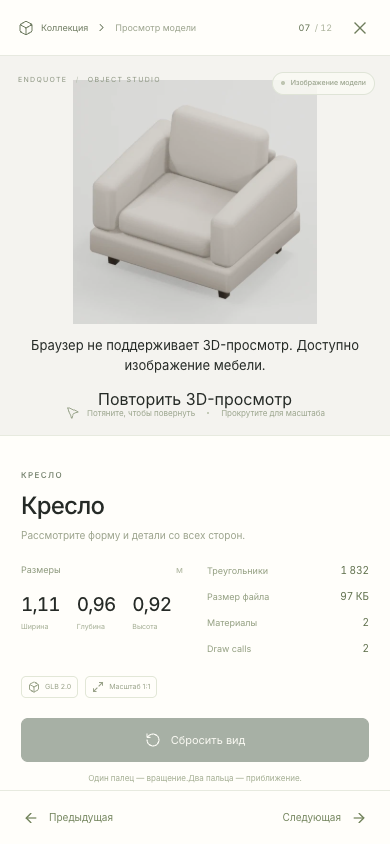 Коллекция > Просмотр модели 07 / 12
ENDQUOTE / OBJECT STUDIO
Изображение модели
Браузер не поддерживает 3D-просмотр. Доступно
изображение мебели.
Повторить 3D-просмотр
Потяните, чтобы повернуть · Прокрутите для масштаба
КРЕСЛО
Кресло
Рассмотрите форму и детали со всех сторон.
Размеры м
1,11 0,96 0,92
Ширина Глубина Высота
Треугольники 1 832
Размер файла 97 КБ
Материалы 2
Draw calls 2
GLB 2.0 Масштаб 1:1
Сбросить вид
Один палец — вращение.Два пальца — приближение.
Предыдущая Следующая